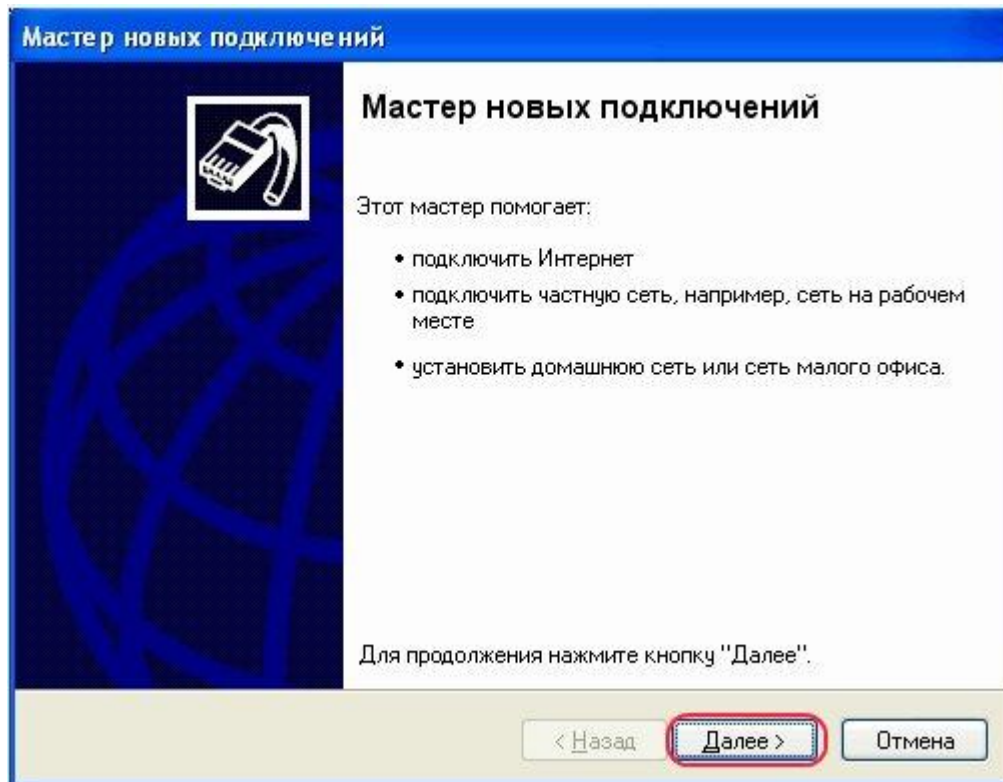 Мастер новых подключений
Мастер новых подключений
Этот мастер помогает:
• подключить Интернет
• подключить частную сеть, например, сеть на рабочем
месте
• установить домашнюю сеть или сеть малого офиса.
Для продолжения нажмите кнопку "Далее".
< Назад Далее > Отмена